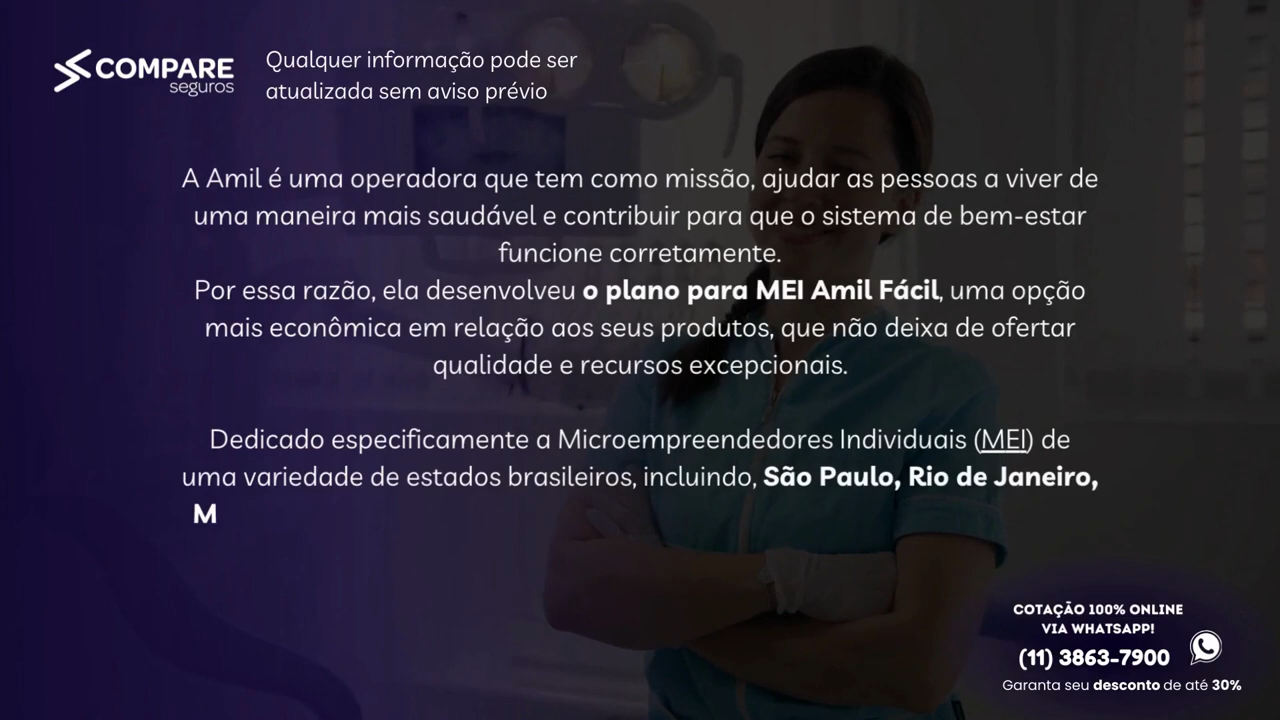 COMPARE
seguros
Qualquer informação pode ser
atualizada sem aviso prévio
A Amil é uma operadora que tem como missão, ajudar as pessoas a viver de
uma maneira mais saudável e contribuir para que o sistema de bem-estar
funcione corretamente.
Por essa razão, ela desenvolveu o plano para MEI Amil Fácil, uma opção
mais econômica em relação aos seus produtos, que não deixa de ofertar
qualidade e recursos excepcionais.
Dedicado especificamente a Microempreendedores Individuais (MEI) de
uma variedade de estados brasileiros, incluindo, São Paulo, Rio de Janeiro,
M
COTAÇÃO 100% ONLINE
VIA WHATSAPP!
(11) 3863-7900
Garanta seu desconto de até 30%